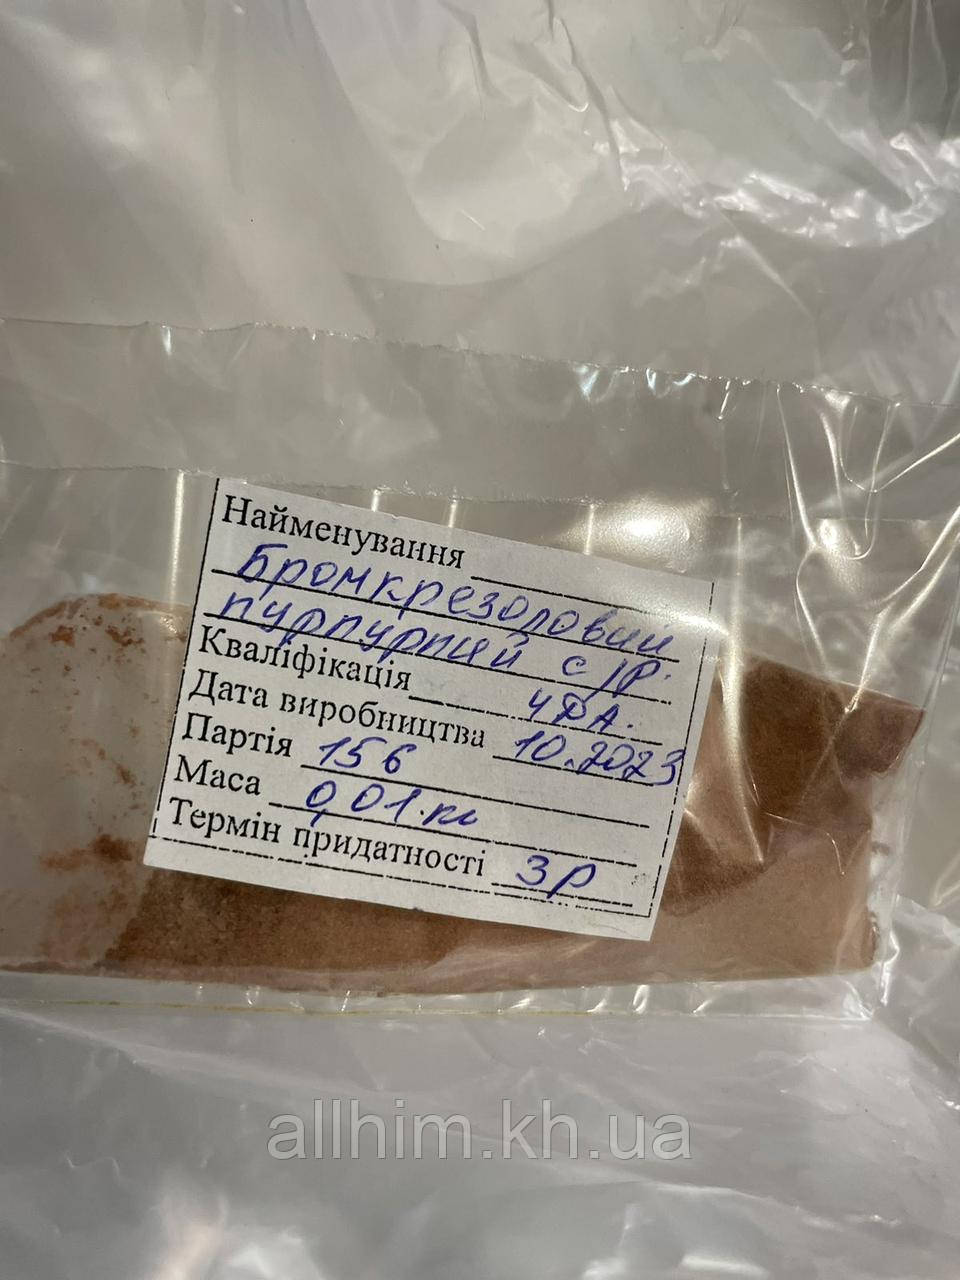 Найменування
Бромкрезоловий
пурпурний с/р.
Кваліфікація ЧДА.
Дата виробництва 10.2023
Партія 156
Маса 0,01 кг
Термін придатності 3р
allhim.kh.ua